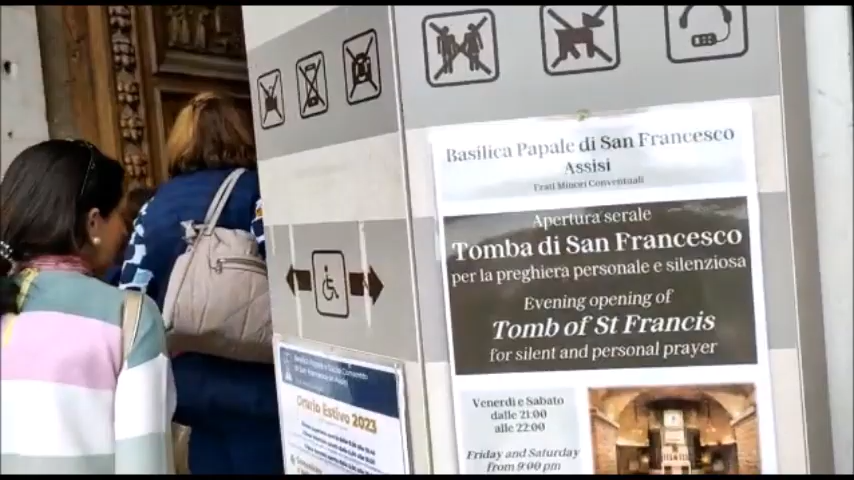 Basilica Papale di San Francesco
Assisi
Frati Minori Conventuali
Apertura serale
Tomba di San Francesco
per la preghiera personale e silenziosa
Evening opening of
Tomb of St Francis
for silent and personal prayer
Venerdì e Sabato
dalle 21:00
alle 22:00
Friday and Saturday
from 9:00 pm
Orario Estivo 2023